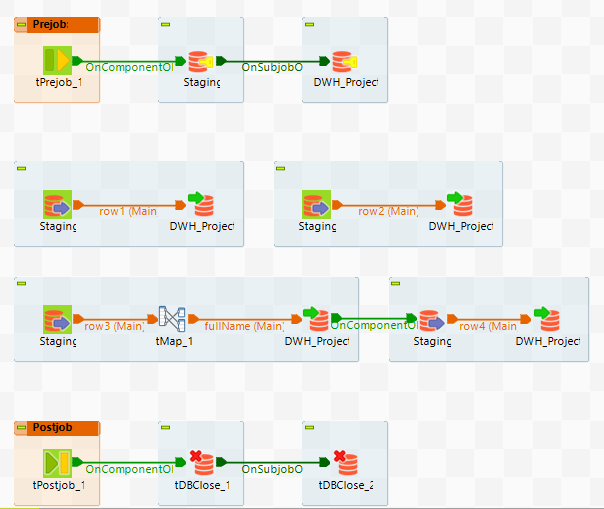 Prejob:
OnComponentOl
OnSubjobO
tPrejob_1
Staging
DWH_Project
row1 (Main
row2 (Main
Staging
DWH_Project
Staging
DWH_Project
row3 (Main)
fullName (Main)
OnComponentOl
row4 (Main
Staging
tMap_1
DWH_Project
Staging
DWH_Project
Postjob
OnComponentOl
OnSubjobO
tPostjob_1
tDBClose_1
tDBClose_2